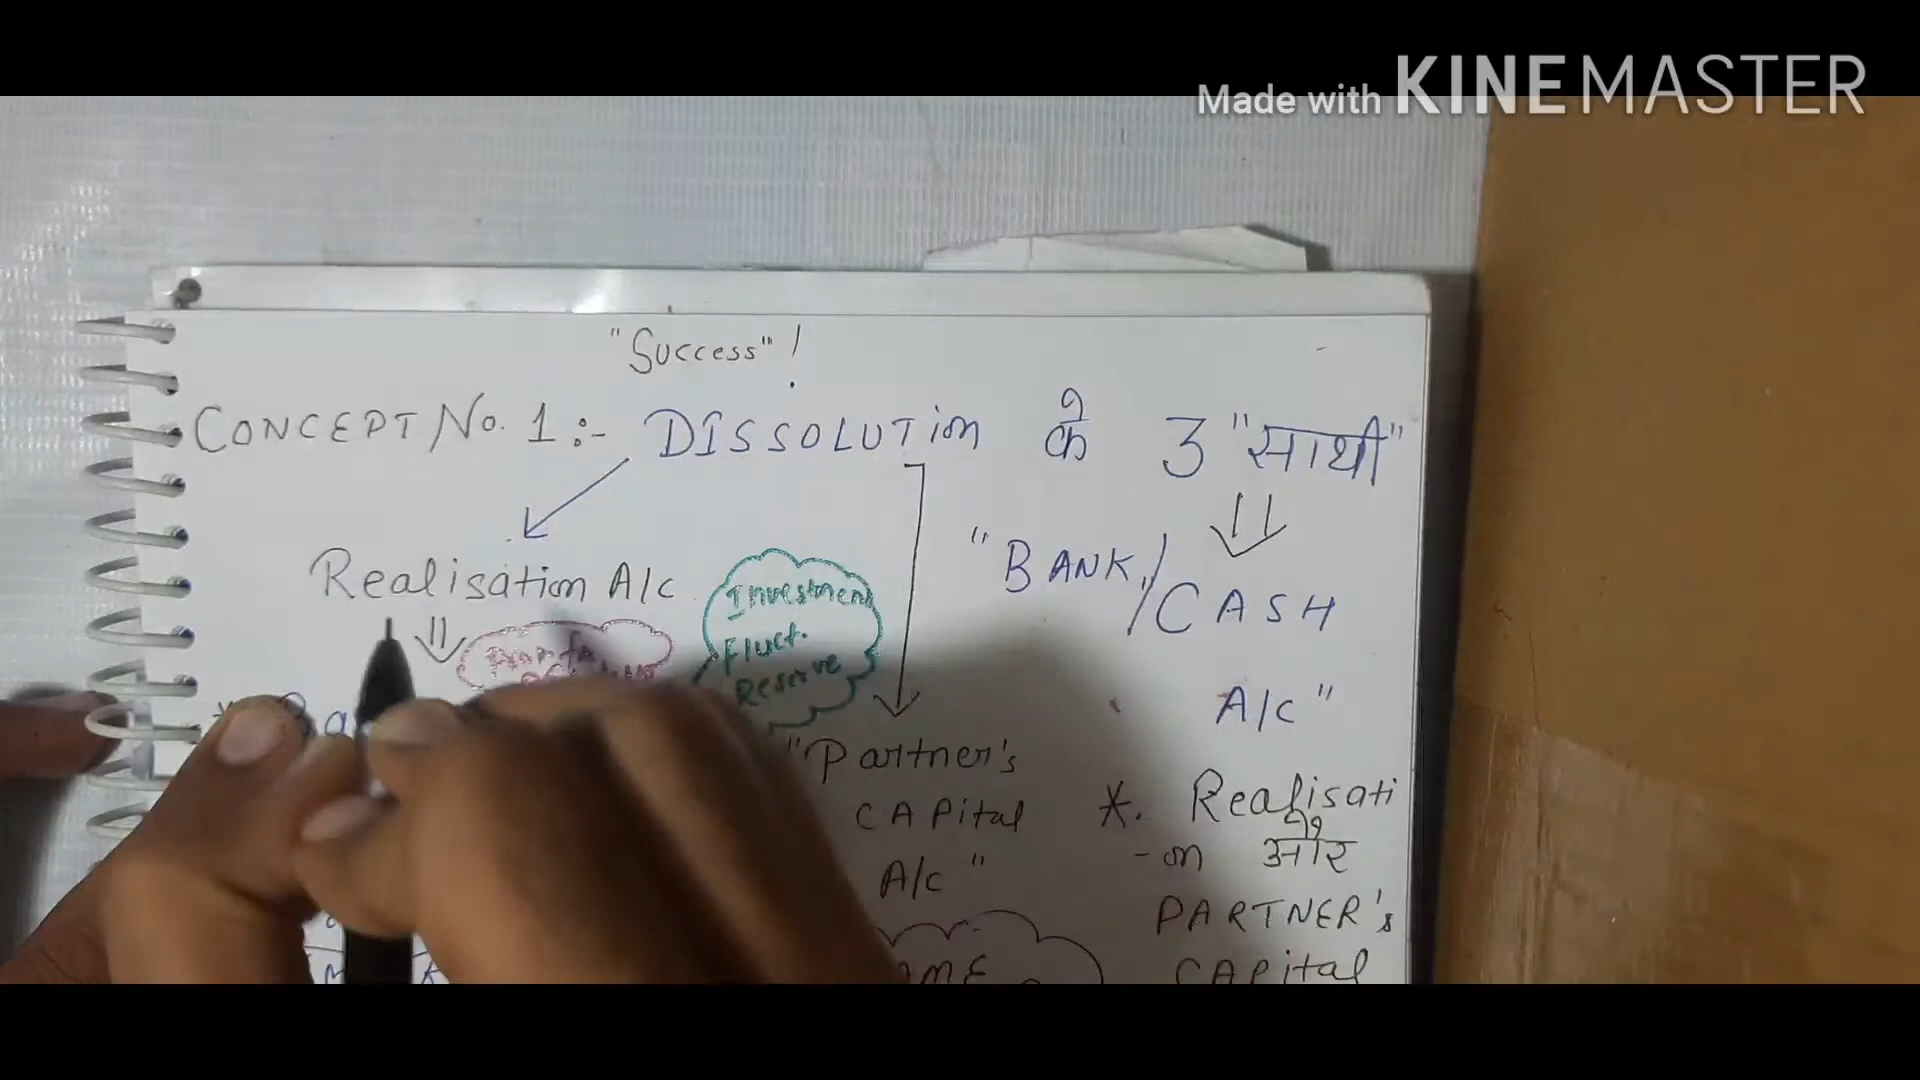 Made with KINEMASTER
"Success"!
CONCEPT No. 1:- DISSOLUTion के 3 "साथी"
Realisation A/c
Investment
Fluct.
Reserve
"BANK/
CASH
A/c"
"Partner's
CAPital
A/c"
*. Realisati
-on और
PARTNER's
CAPital